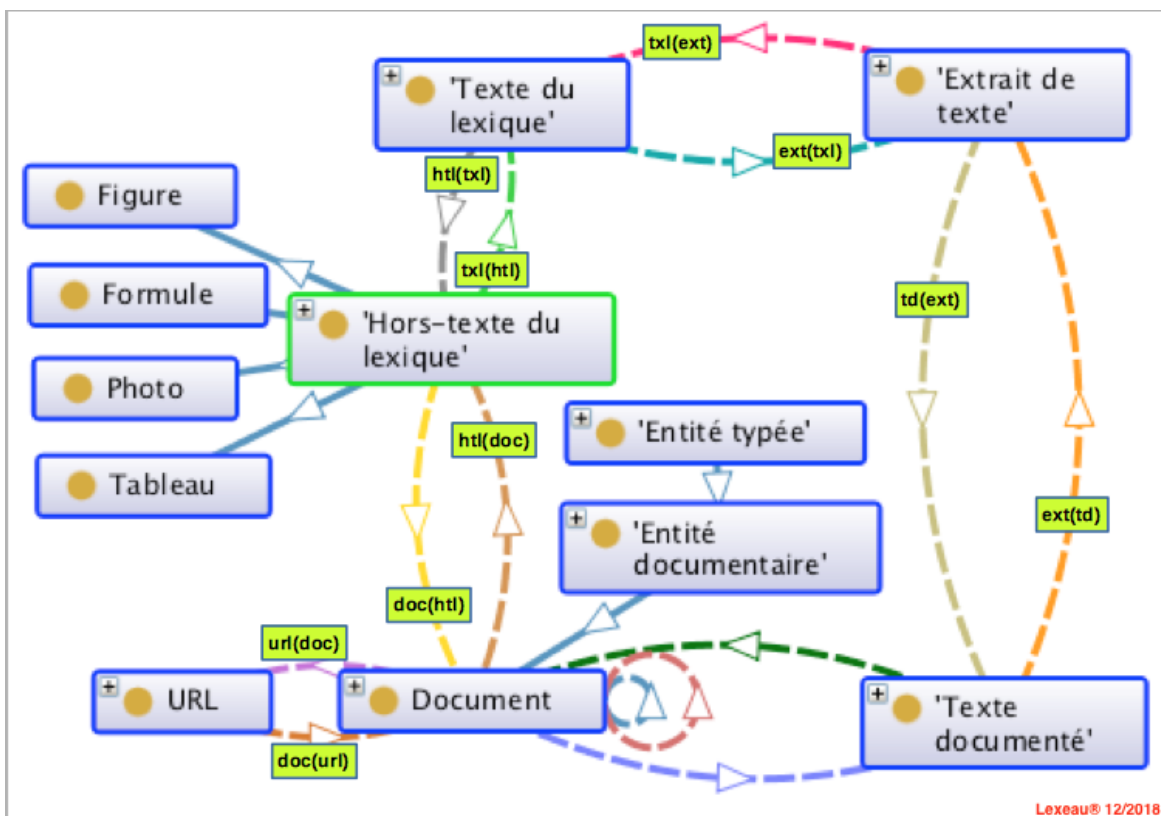 txl(ext)
'Texte du
lexique'
'Extrait de
texte'
ext(txl)
htl(txl)
Figure
txl(htl)
Formule
td(ext)
'Hors-texte du
lexique'
Photo
'Entité typée'
htl(doc)
Tableau
ext(td)
'Entité
documentaire'
doc(htl)
url(doc)
URL
Document
'Texte
documenté'
doc(url)
Lexeau® 12/2018